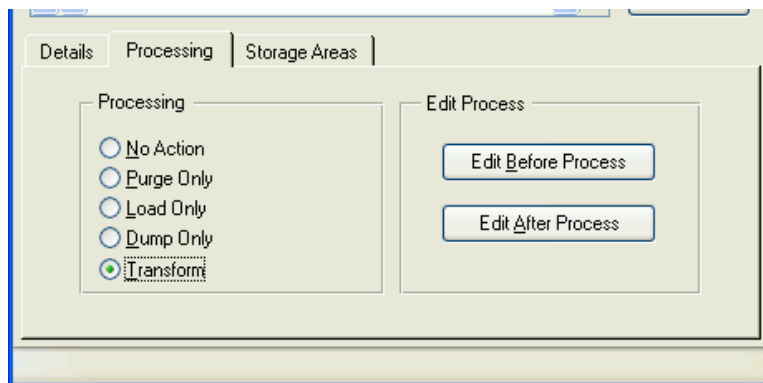 Details Processing Storage Areas
Processing
No Action
Purge Only
Load Only
Dump Only
Transform
Edit Process
Edit Before Process
Edit After Process